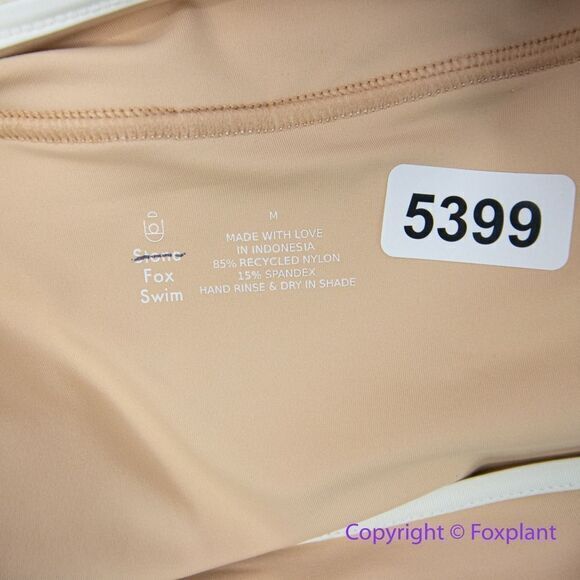 Stone
Fox
Swim
M
MADE WITH LOVE
IN INDONESIA
85% RECYCLED NYLON
15% SPANDEX
HAND RINSE & DRY IN SHADE
5399
Copyright © Foxplant